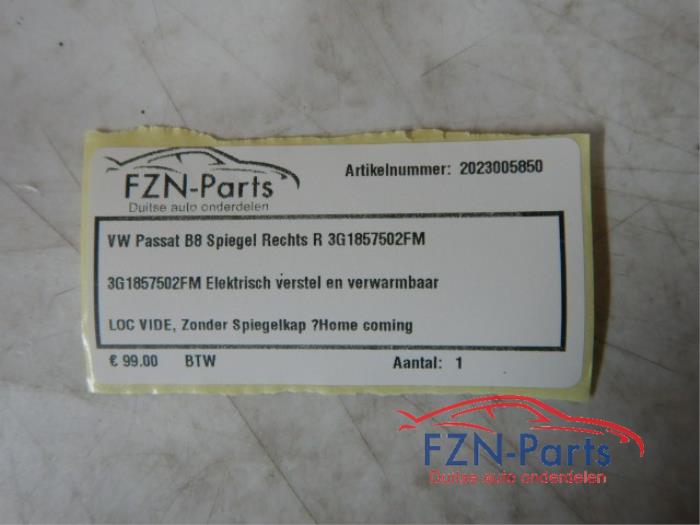 FZN-Parts
Duitse auto onderdelen
Artikelnummer: 2023005850
VW Passat B8 Spiegel Rechts R 3G1857502FM
3G1857502FM Elektrisch verstel en verwarmbaar
LOC VIDE, Zonder Spiegelkap ?Home coming
€ 99.00 BTW Aantal: 1
FZN-Parts
Duitse auto onderdelen